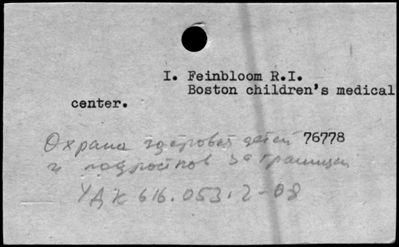 I. Feinbloom R.I.
Boston children's medical
center.
Охрана здоровья детей 76778
и подростков за границей
УДК 616.053.2-08